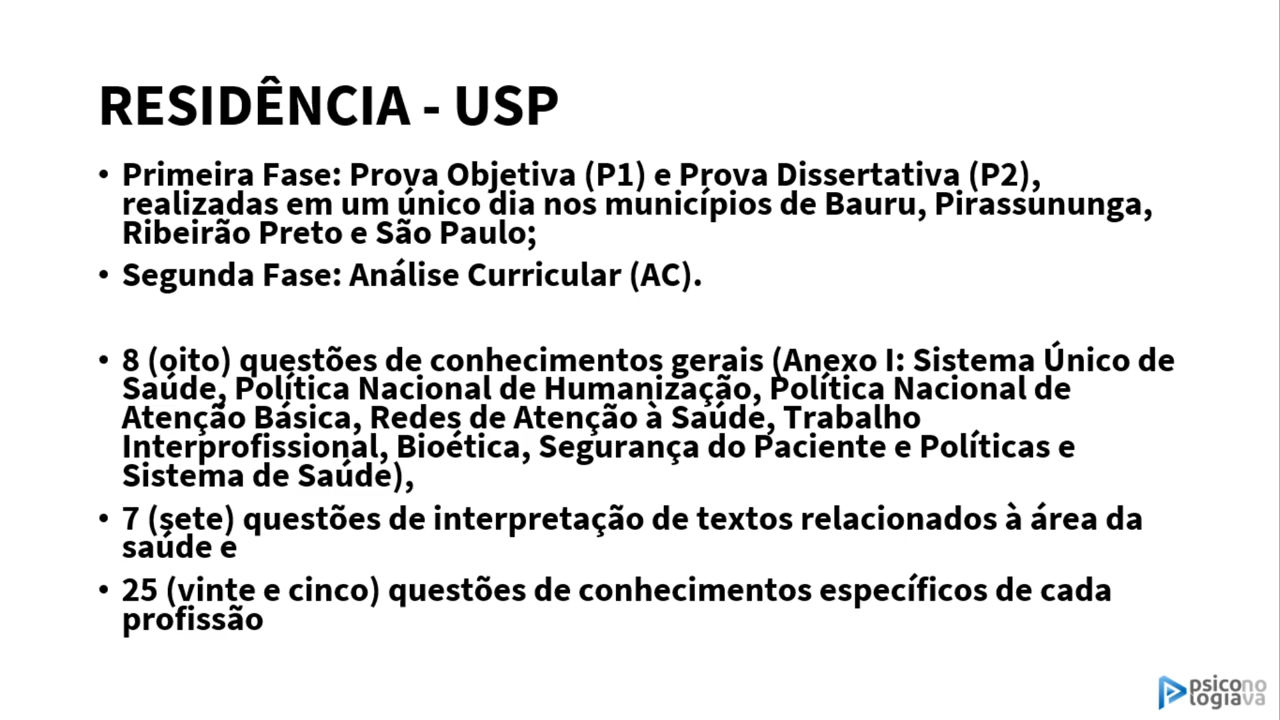 RESIDÊNCIA - USP
• Primeira Fase: Prova Objetiva (P1) e Prova Dissertativa (P2),
realizadas em um único dia nos municípios de Bauru, Pirassununga,
Ribeirão Preto e São Paulo;
• Segunda Fase: Análise Curricular (AC).
• 8 (oito) questões de conhecimentos gerais (Anexo I: Sistema Único de
Saúde, Política Nacional de Humanização, Política Nacional de
Atenção Básica, Redes de Atenção à Saúde, Trabalho
Interprofissional, Bioética, Segurança do Paciente e Políticas e
Sistema de Saúde),
• 7 (sete) questões de interpretação de textos relacionados à área da
saúde e
• 25 (vinte e cinco) questões de conhecimentos específicos de cada
profissão
psicono
logiava